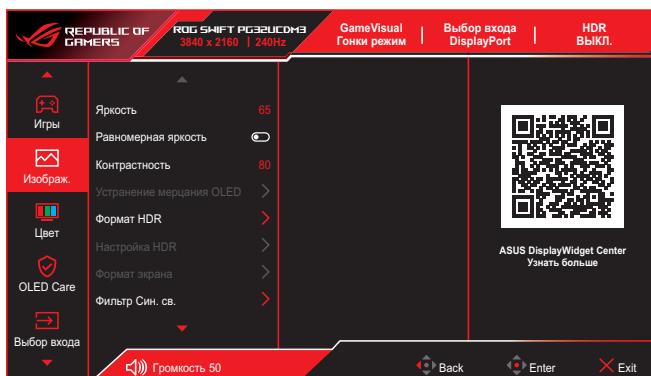 REPUBLIC OF
GAMERS
ROG SWIFT PG32UCDM3
3840 x 2160 | 240Hz
GameVisual
Гонки режим
Выбор входа
DisplayPort
HDR
ВЫКЛ.
Игры
Изображ.
Цвет
OLED Care
Выбор входа
Яркость 65
Равномерная яркость
Контрастность 80
Устранение мерцания OLED
Формат HDR
Настройка HDR
Формат экрана
Фильтр Син. св.
ASUS DisplayWidget Center
Узнать больше
Громкость 50
Back
Enter
Exit